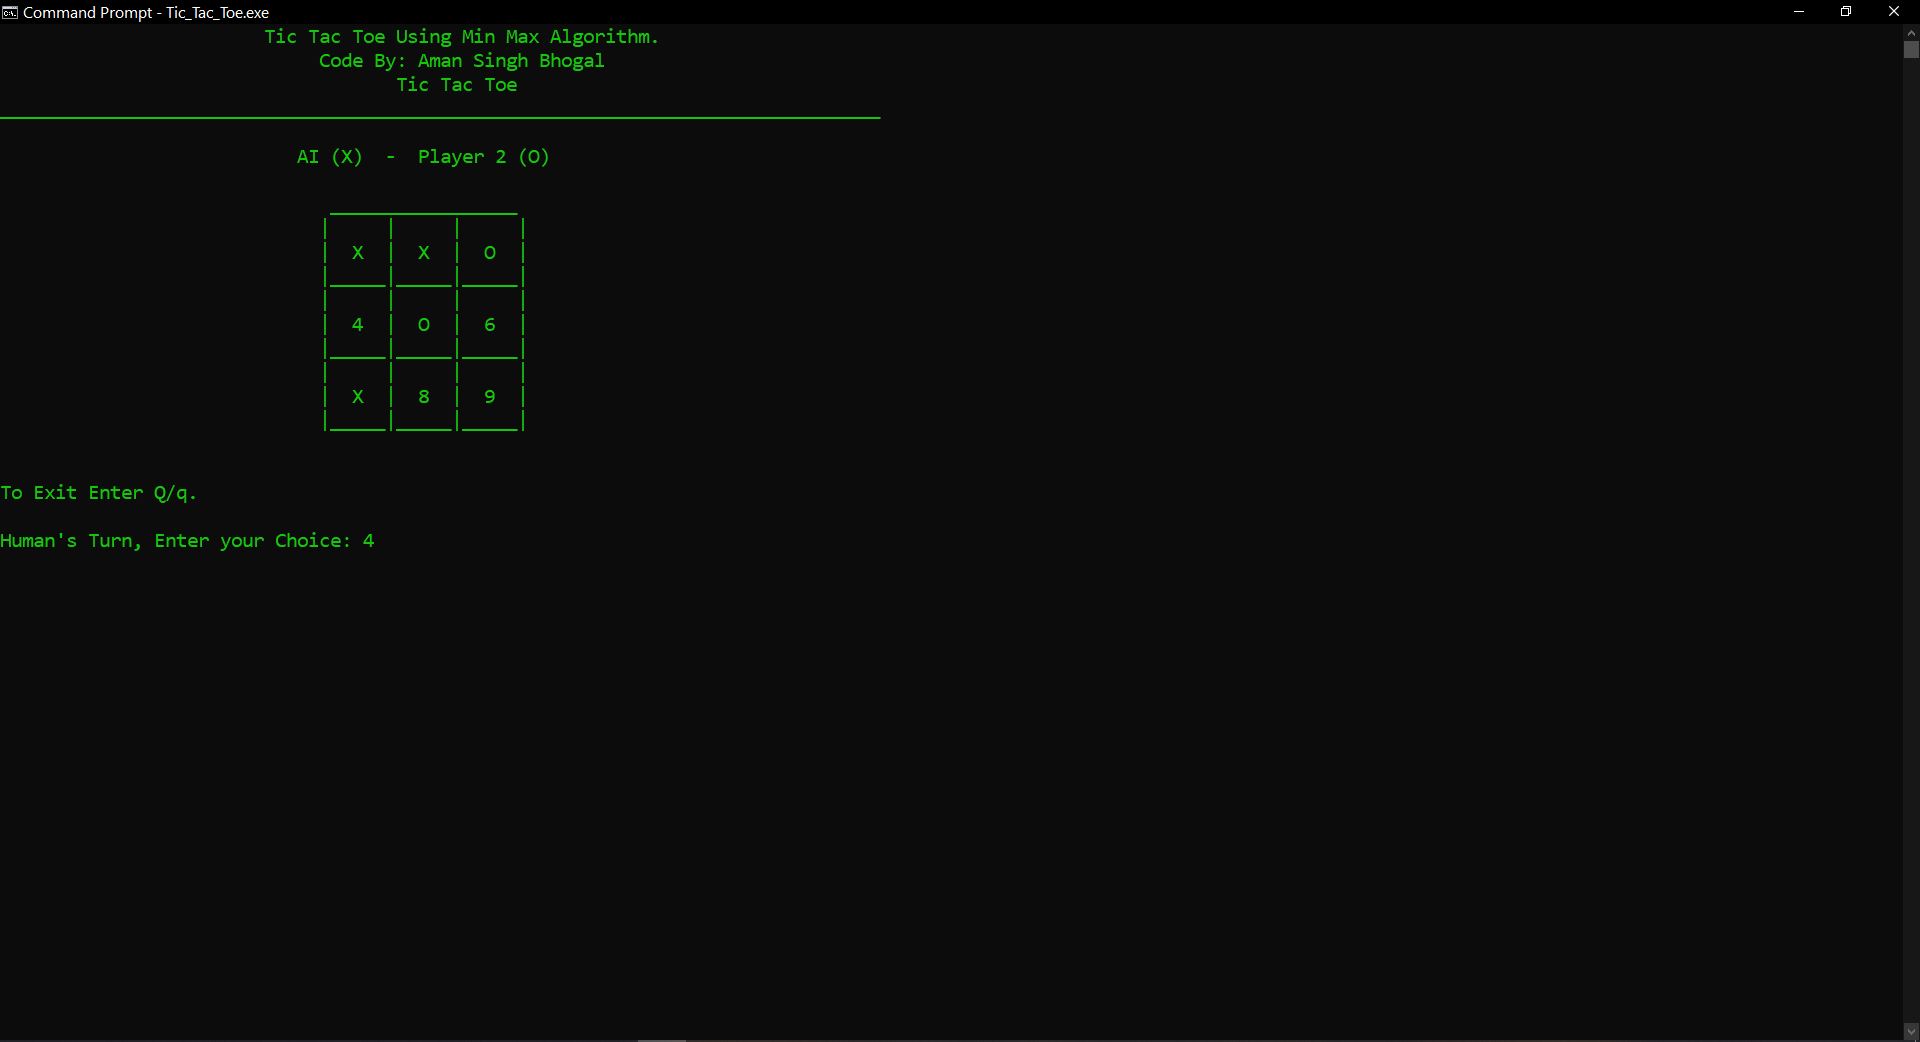 Command Prompt - Tic_Tac_Toe.exe
Tic Tac Toe Using Min Max Algorithm.
Code By: Aman Singh Bhogal
Tic Tac Toe
AI (X)  -  Player 2 (O)
X | X | O
4 | O | 6
X | 8 | 9
To Exit Enter Q/q.
Human's Turn, Enter your Choice: 4